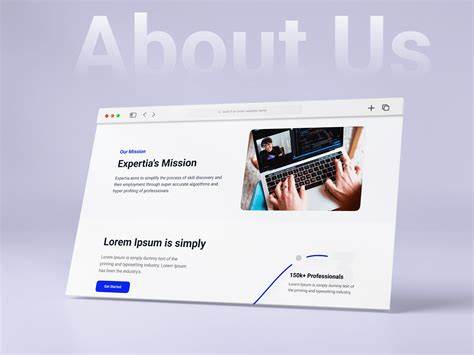 About Us
Our Mission
Expertia's Mission
Expertia aims to simplify the process of skill discovery and
their employment through super accurate algorithms and
hyper profiling of professionals
Lorem Ipsum is simply
Lorem Ipsum is simply dummy text of the
printing and typesetting industry. Lorem Ipsum
has been the industry.
Get Started
150k+ Professionals
Lorem Ipsum is simply dummy text of
the printing and typesetting industry.